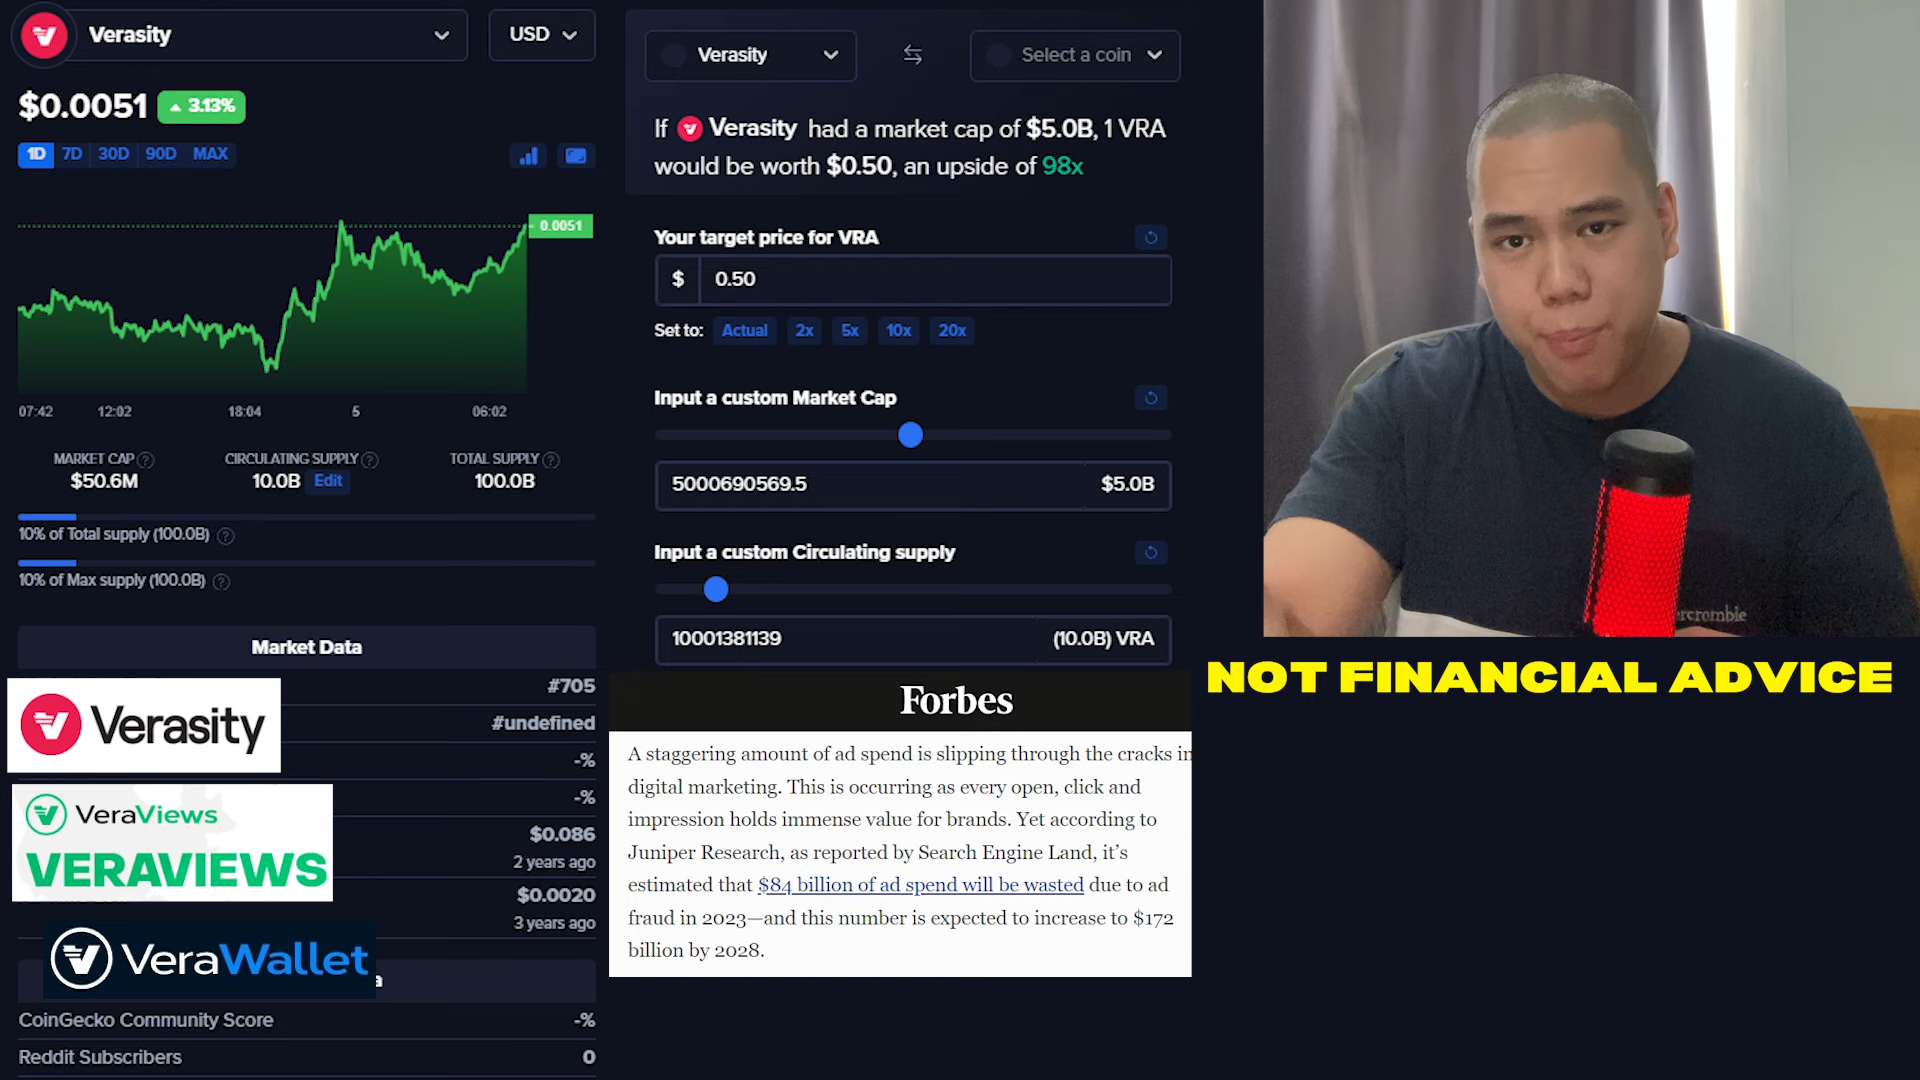 Verasity
USD
$0.0051
3.13%
1D 7D 30D 90D MAX
0.0051
07:42 12:02 18:04 5 06:02
MARKET CAP CIRCULATING SUPPLY TOTAL SUPPLY
$50.6M 10.0B Edit 100.0B
10% of Total supply (100.0B)
10% of Max supply (100.0B)
Market Data
#705
#undefined
-%
-%
$0.086
2 years ago
$0.0020
3 years ago
Verasity
VeraViews
VERAVIEWS
VeraWallet
a
CoinGecko Community Score -%
Reddit Subscribers 0
Verasity
Select a coin
If Verasity had a market cap of $5.0B, 1 VRA
would be worth $0.50, an upside of 98x
Your target price for VRA
$ 0.50
Set to: Actual 2x 5x 10x 20x
Input a custom Market Cap
5000690569.5 $5.0B
Input a custom Circulating supply
10001381139 (10.0B) VRA
Forbes
A staggering amount of ad spend is slipping through the cracks in
digital marketing. This is occurring as every open, click and
impression holds immense value for brands. Yet according to
Juniper Research, as reported by Search Engine Land, it's
estimated that $84 billion of ad spend will be wasted due to ad
fraud in 2023—and this number is expected to increase to $172
billion by 2028.
ercrombie
NOT FINANCIAL ADVICE